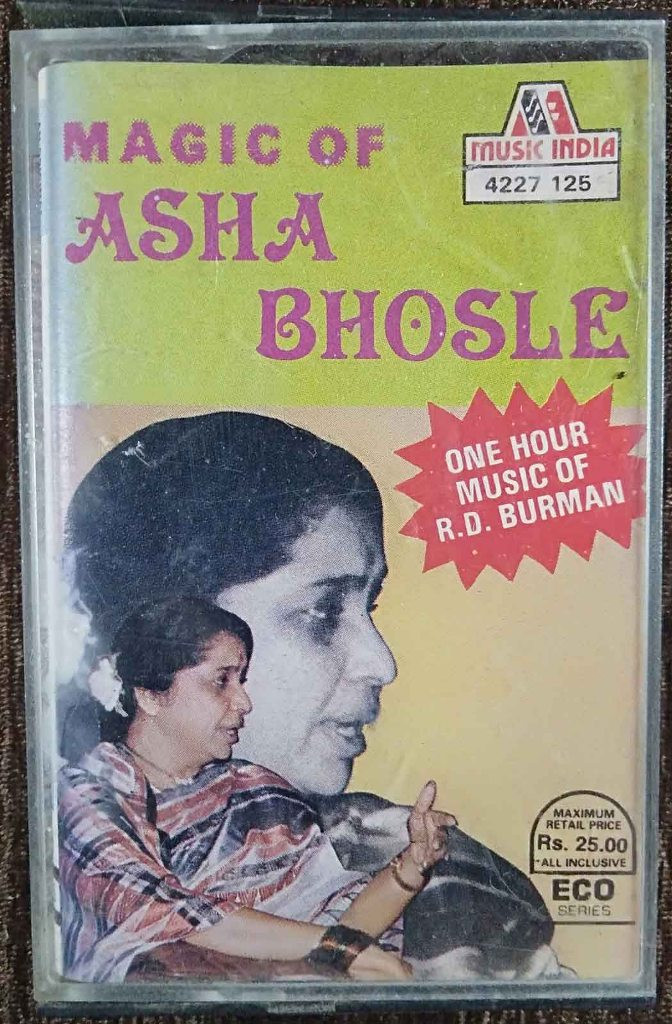 MAGIC OF
ASHA
BHOSLE
MUSIC INDIA
4227 125
ONE HOUR
MUSIC OF
R.D. BURMAN
MAXIMUM
RETAIL PRICE
Rs. 25.00
*ALL INCLUSIVE
ECO
SERIES